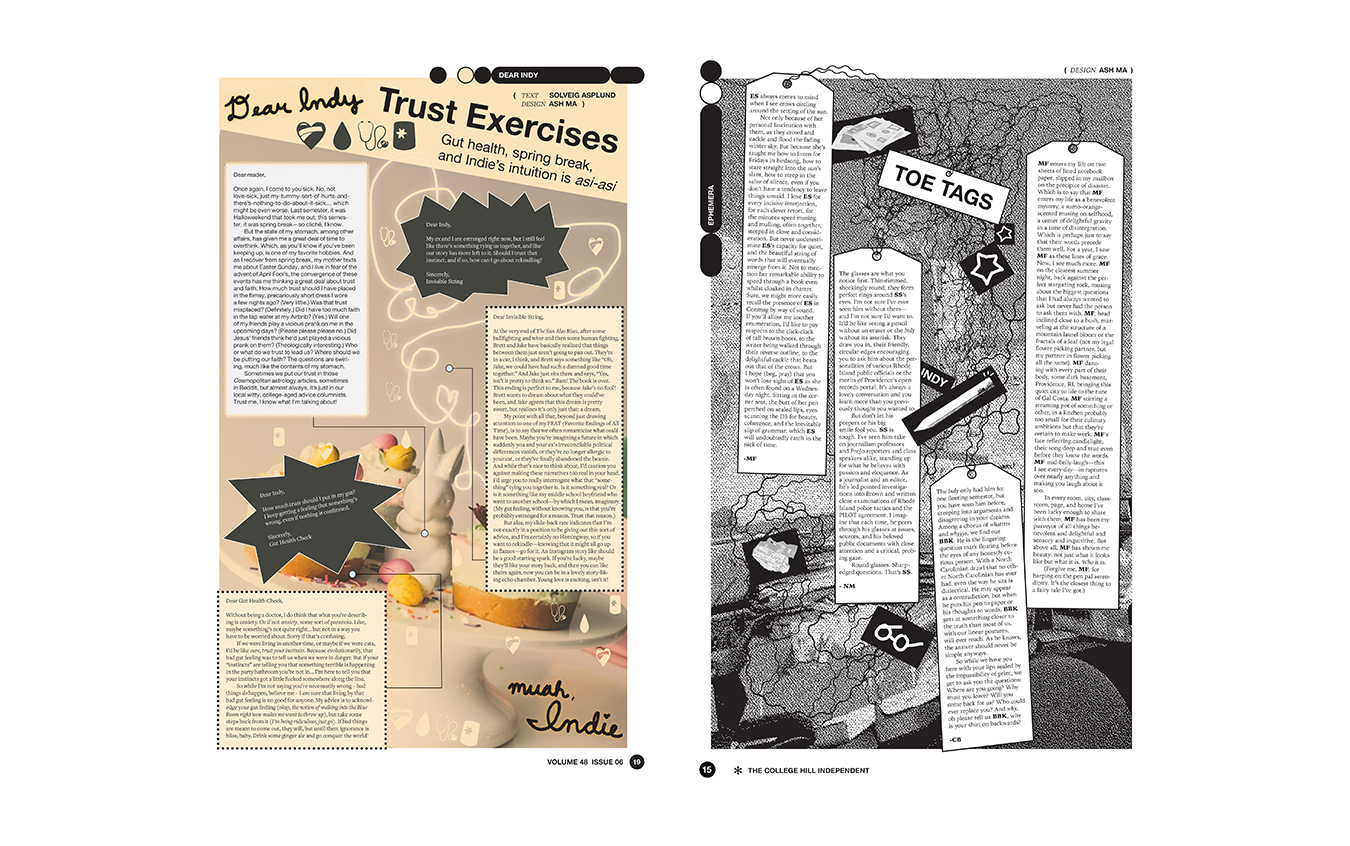 DEAR INDY
Dear Indy
Trust Exercises
( TEXT SOLVEIG ASPLUND
DESIGN ASH MA )
Gut health, spring break,
and Indie's intuition is asi-asi
Dear reader,
Once again, I come to you sick. No, not
love-sick, just my-tummy-sort-of-hurts-and-
there's-nothing-to-do-about-it-sick... which
might be even worse. Last semester, it was
Halloweekend that took me out; this semes-
ter, it was spring break—so cliché, I know.
But the state of my stomach, among other
affairs, has given me a great deal of time to
overthink. Which, as you'll know if you've been
keeping up, is one of my favorite hobbies. And
as I recover from spring break, my mother texts
me about Easter Sunday, and I live in fear of the
advent of April Fool's, the convergence of these
events has me thinking a great deal about trust
and faith. How much trust should I have placed
in the flimsy, precariously short dress I wore
a few nights ago? (Very little.) Was that trust
misplaced? (Definitely.) Did I have too much faith
in the tap water at my Airbnb? (Yes.) Will one
of my friends play a vicious prank on me in the
upcoming days? (Please please please no.) Did
Jesus' friends think he'd just played a vicious
prank on them? (Theologically interesting.) Who
or what do we trust to lead us? Where should we
be putting our faith? The questions are swirl-
ing, much like the contents of my stomach.
Sometimes we put our trust in those
Cosmopolitan astrology articles, sometimes
in Reddit, but almost always, it's just in our
local witty, college-aged advice columnists.
Trust me, I know what I'm talking about!
Dear Indy,
My ex and I are estranged right now, but I still feel
like there's something tying us together, and like
our story has more left to it. Should I trust that
instinct, and if so, how can I go about rekindling?
Sincerely,
Invisible String
Dear Invisible String,
At the very end of The Sun Also Rises, after some
bullfighting and wine and then some human fighting,
Brett and Jake have basically realized that things
between them just aren't going to pan out. They're
in a car, I think, and Brett says something like "Oh,
Jake, we could have had such a damned good time
together." And Jake just sits there and says, "Yes,
isn't it pretty to think so." Bam! The book is over.
This ending is perfect to me, because Jake's no fool!
Brett wants to dream about what they could've
been, and Jake agrees that this dream is pretty
sweet, but realizes it's only just that: a dream.
My point with all that, beyond just drawing
attention to one of my FEAT (Favorite Endings of All
Time), is to say that we often romanticize what could
have been. Maybe you're imagining a future in which
suddenly you and your ex's irreconcilable political
differences vanish, or they're no longer allergic to
your cat, or they've finally abandoned the beanie.
And while that's nice to think about, I'd caution you
against making these narratives too real in your head.
I'd urge you to really interrogate what that "some-
thing" tying you together is. Is it something real? Or
is it something like my middle school boyfriend who
went to another school—by which I mean, imaginary.
(My gut feeling, without knowing you, is that you're
probably estranged for a reason. Trust that reason.)
But alas, my slide-back rate indicates that I'm
not exactly in a position to be giving out this sort of
advice, and I'm certainly no Hemingway, so if you
want to rekindle—knowing that it might all go up
in flames—go for it. An Instagram story like should
be a good starting spark. If you're lucky, maybe
they'll like your story back, and then you can like
theirs again, now you can be in a lovely story-lik-
ing echo chamber. Young love is exciting, isn't it!
Dear Indy,
How much trust should I put in my gut?
I keep getting a feeling that something's
wrong, even if nothing is confirmed.
Sincerely,
Gut Health Check
Dear Gut Health Check,
Without being a doctor, I do think that what you're describ-
ing is anxiety. Or if not anxiety, some sort of paranoia. Like,
maybe something's not quite right... but not in a way you
have to be worried about. Sorry if that's confusing.
If we were living in another time, or maybe if we were cats,
I'd be like sure, trust your instincts. Because evolutionarily, that
bad gut feeling was to tell us when we were in danger. But if your
"instincts" are telling you that something terrible is happening
in the party bathroom you're not in... I'm here to tell you that
your instincts got a little fucked somewhere along the line.
So while I'm not saying you're necessarily wrong – bad
things do happen, believe me – I am sure that living by that
bad gut feeling is no good for anyone. My advice is to acknowl-
edge your gut feeling (okay, the notion of walking into the Blue
Room right now makes me want to throw up), but take some
steps back from it (I'm being ridiculous, just go). If bad things
are meant to come out, they will, but until then ignorance is
bliss, baby. Drink some ginger ale and go conquer the world!
muah,
Indie
VOLUME 48 ISSUE 06 19
( DESIGN ASH MA )
EPHEMERA
TOE TAGS
ES always comes to mind
when I see crows circling
around the setting of the sun.
Not only because of her
personal fascination with
them, as they crowd and
cackle and flood the fading
winter sky. But because she's
taught me how to listen for
Fridays in birdsong, how to
stare straight into the sun's
slant, how to steep in the
salve of silence, even if you
don't have a tendency to leave
things unsaid. I love ES for
every incisive interjection,
for each clever retort, for
the minutes spent musing
and mulling, often together,
steeped in clove and consid-
eration. But never underesti-
mate ES's capacity for quiet,
and the beautiful string of
words that will eventually
emerge from it. Not to men-
tion her remarkable ability to
speed through a book even
whilst cloaked in chatter.
Sure, we might more easily
recall the presence of ES in
Conmag by way of sound.
If you'll allow me another
enumeration, I'd like to pay
respects to the click-clack
of tall brown boots, to the
writer being walked through
their reverse outline, to the
delightful cackle that beats
out that of the crows. But
I hope (beg, pray) that you
won't lose sight of ES as she
is often found on a Wednes-
day night. Sitting in the cor-
ner seat, the butt of her pen
perched on sealed lips, eyes
scanning the D3 for beauty,
coherence, and the inevitable
slip of grammar, which ES
will undoubtedly catch in the
nick of time.
-MF
The glasses are what you
notice first. Thin-rimmed,
shockingly round, they form
perfect rings around SS's
eyes. I'm not sure I've ever
seen him without them—
and I'm not sure I'd want to.
It'd be like seeing a pencil
without an eraser or the Indy
without its asterisk. They
draw you in, their friendly,
circular edges encouraging
you to ask him about the per-
sonalities of various Rhode
Island public officials or the
merits of Providence's open
records portal. It's always a
lovely conversation and you
learn more than you previ-
ously thought you wanted to.
But don't let his
peepers or his big
smile fool you. SS is
tough. I've seen him take
on journalism professors
and Projo reporters and class
speakers alike, standing up
for what he believes with
passion and eloquence. As
a journalist and an editor,
he's led pointed investiga-
tions into Brown and written
close examinations of Rhode
Island police tactics and the
PILOT agreement. I imag-
ine that each time, he peers
through his glasses at issues,
sources, and his beloved
public documents with close
attention and a critical, prob-
ing gaze.
Round glasses. Sharp-
edged questions. That's SS.
- NM
INDY
The Indy only had him for
one fleeting semester, but
you have seen him before,
creeping into arguments and
disagreeing in your dreams.
Among a chorus of whatms
and whyyys, we find our
BBK. He is the lingering
question mark floating before
the eyes of any honestly cu-
rious person. With a North
Carolinian drawl that no oth-
er North Carolinian has ever
had, even the way he sits is
dialectical. He may appear
as a contradiction, but when
he puts his pen to paper or
his thoughts to words, BBK
gets at something closer to
the truth than most of us,
with our linear postures,
will ever reach. As he knows,
the answer should never be
simple anyways.
So while we have you
here with your lips sealed by
the impassibility of print, we
get to ask you the questions:
Where are you going? Why
must you leave? Will you
come back for us? Who could
ever replace you? And why,
oh please tell us BBK, why
is your shirt on backwards?
-CB
MF enters my life on two
sheets of lined notebook
paper, slipped in my mailbox
on the precipice of disaster.
Which is to say that MF
enters my life as a benevolent
mystery, a sumo-orange-
scented musing on selfhood,
a center of delightful gravity
in a time of disintegration.
Which is perhaps just to say
that their words precede
them well. For a year, I saw
MF as these lines of grace.
Now, I see much more. MF
on the clearest summer
night, back against the per-
fect stargazing rock, musing
about the biggest questions
that I had always wanted to
ask but never had the person
to ask them with. MF, head
inclined close to a bush, mar-
veling at the structure of a
mountain laurel bloom or the
fractals of a leaf (not my legal
flower picking partner, but
my partner in flower picking
all the same). MF danc-
ing with every part of their
body, some dark basement,
Providence, RI, bringing this
quiet city to life to the tune
of Gal Costa. MF stirring a
steaming pot of something or
other, in a kitchen probably
too small for their culinary
ambitions but that they're
certain to make work. MF's
face reflecting candlelight,
their song deep and true even
before they knew the words.
MF mid-belly-laugh—this
I see every day—in raptures
over nearly anything and
making you laugh about it
too.
In every room, city, class-
room, page, and home I've
been lucky enough to share
with them, MF has been my
purveyor of all things be-
nevolent and delightful and
sensory and inquisitive. But
above all, MF has shown me
beauty: not just what it looks
like but what it is. Who it is.
(Forgive me, MF, for
harping on the pen pal seren-
dipity. It's the closest thing to
a fairy tale I've got.)
15 ✻ THE COLLEGE HILL INDEPENDENT